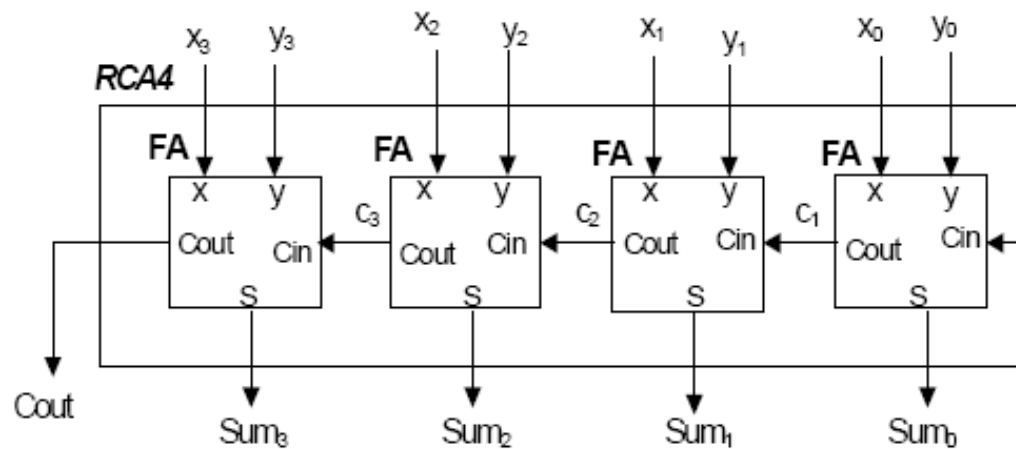 x₃ y₃ x₂ y₂ x₁ y₁ x₀ y₀
RCA4
FA FA FA FA
x y x y x y x y
c₃ c₂ c₁
Cout Cin Cout Cin Cout Cin Cout Cin
S S S S
Cout Sum₃ Sum₂ Sum₁ Sum₀